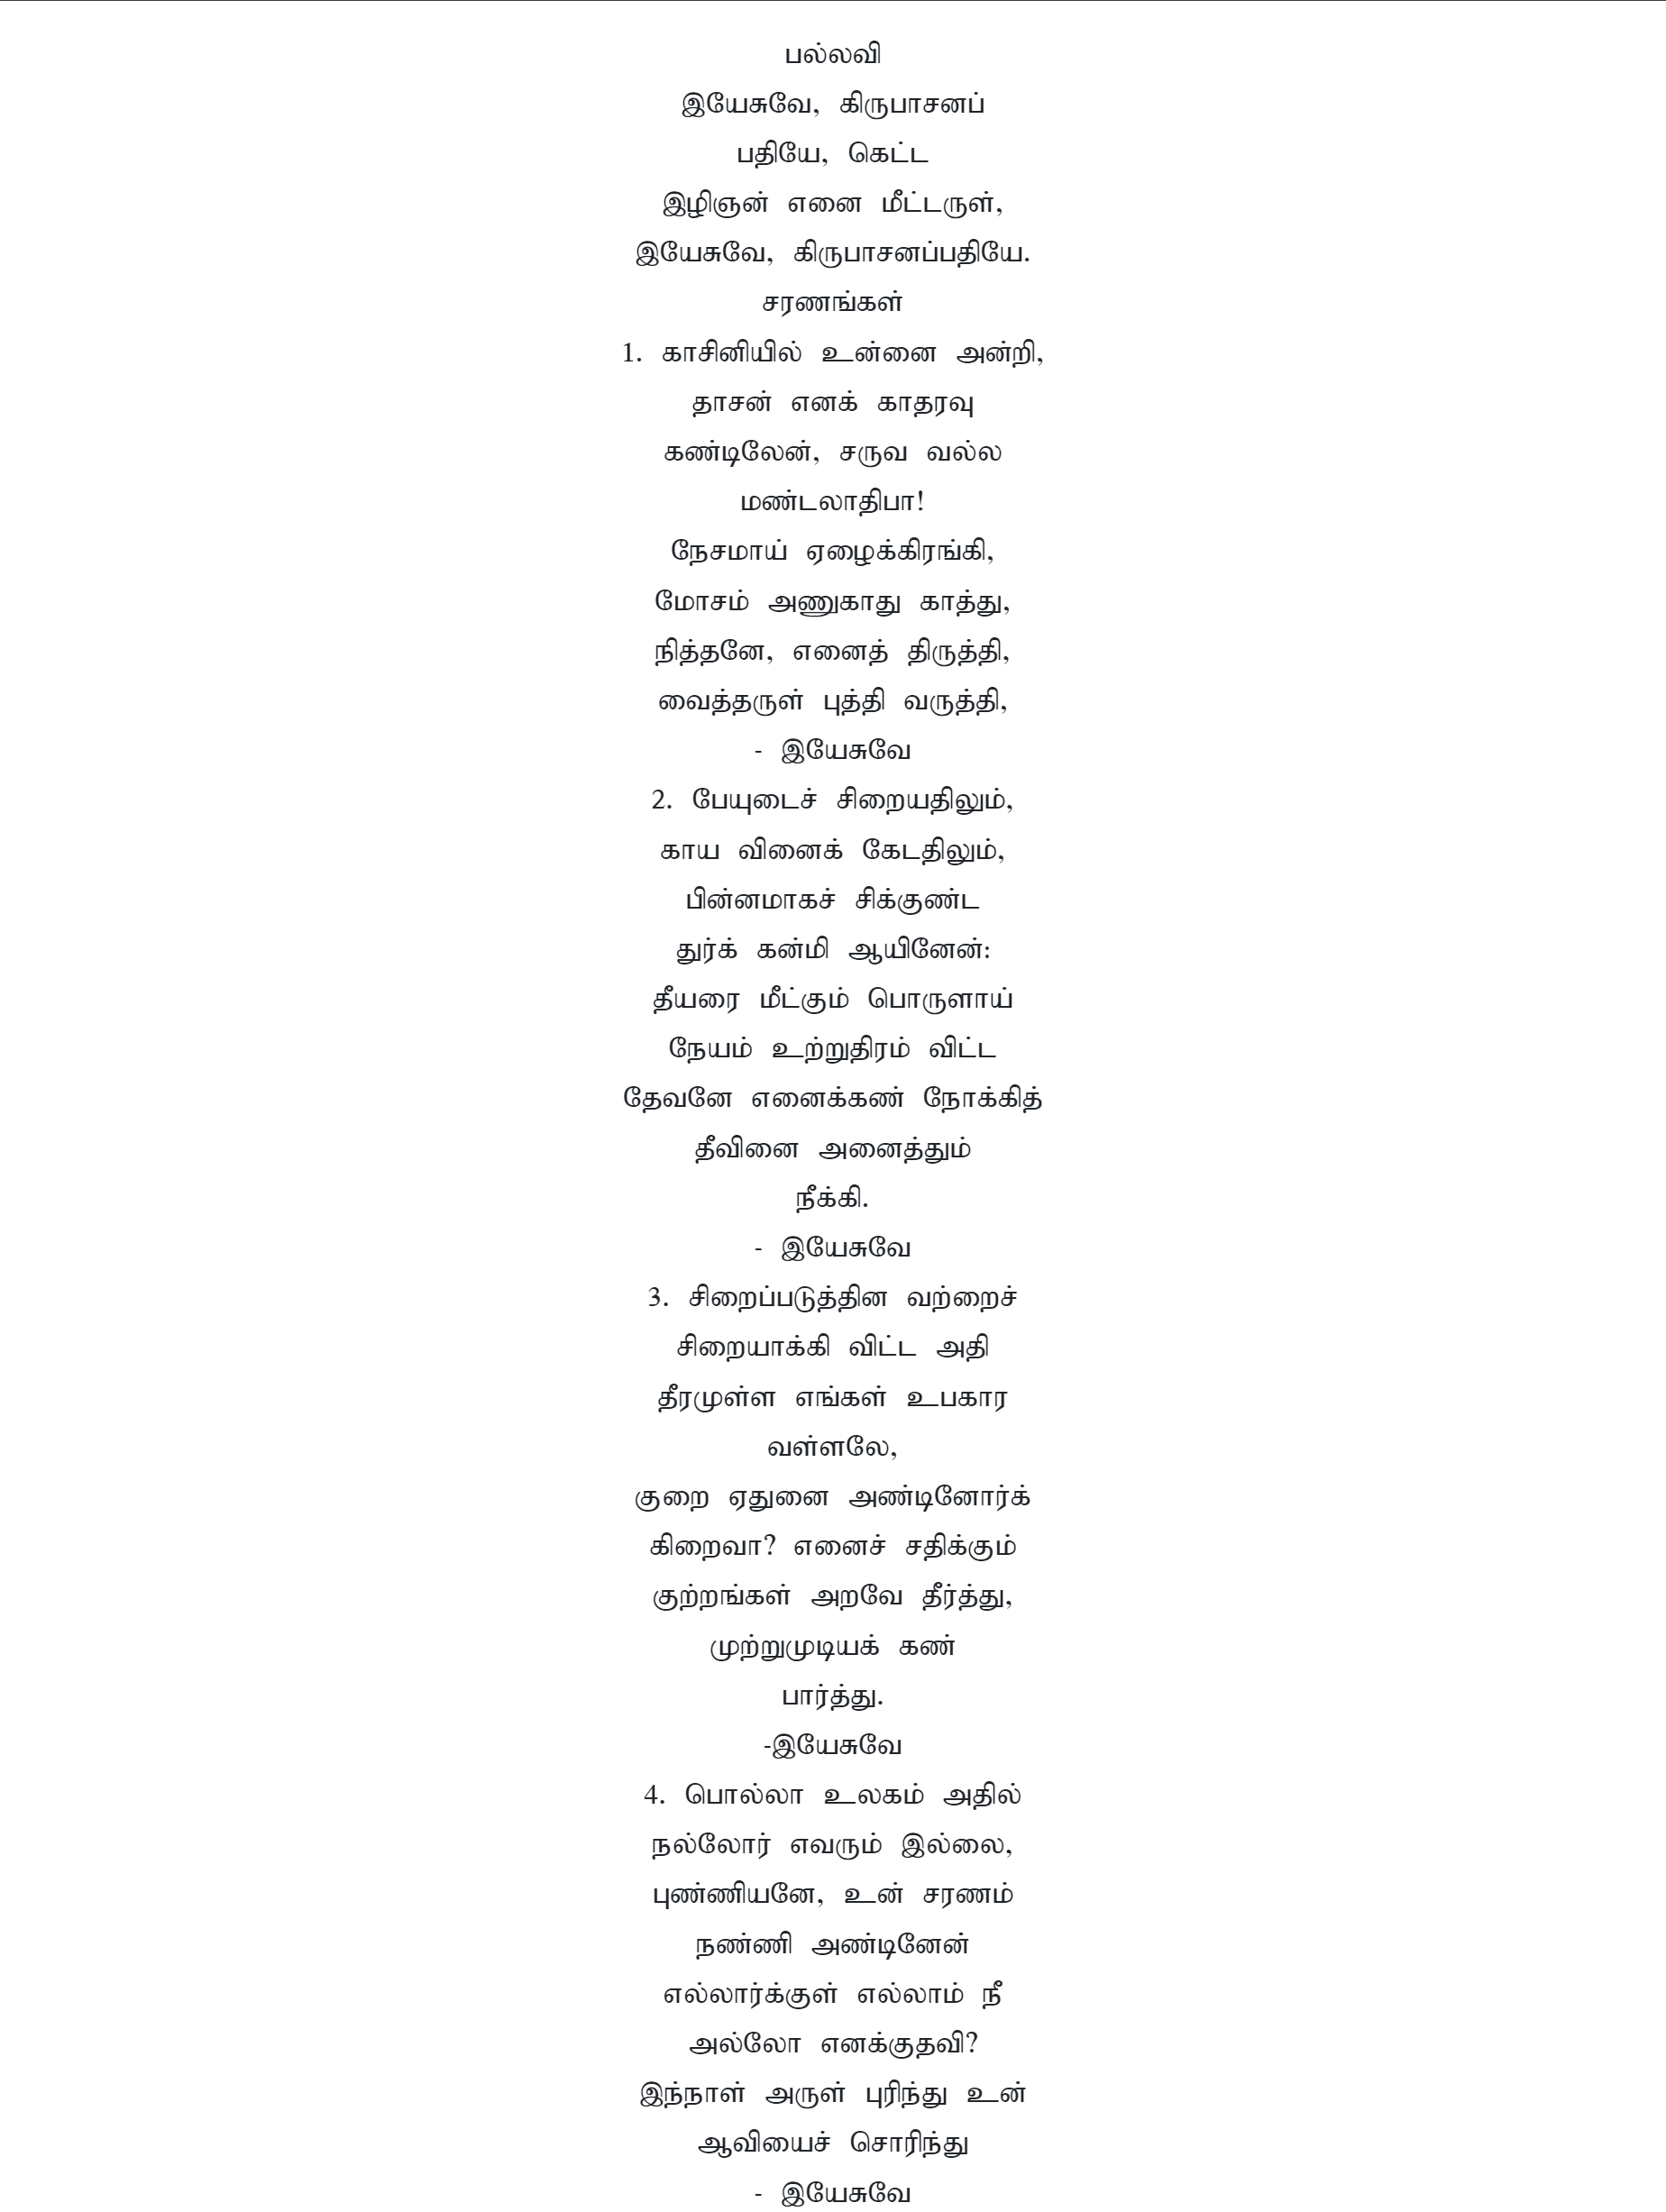 பல்லவி
இயேசுவே, கிருபாசனப்
பதியே, கெட்ட
இழிஞன் எனை மீட்டருள்,
இயேசுவே, கிருபாசனப்பதியே.
சரணங்கள்
1. காசினியில் உன்னை அன்றி,
தாசன் எனக் காதரவு
கண்டிலேன், சருவ வல்ல
மண்டலாதிபா!
நேசமாய் ஏழைக்கிரங்கி,
மோசம் அணுகாது காத்து,
நித்தனே, எனைத் திருத்தி,
வைத்தருள் புத்தி வருத்தி,
- இயேசுவே
2. பேயுடைச் சிறையதிலும்,
காய வினைக் கேடதிலும்,
பின்னமாகச் சிக்குண்ட
துர்க் கன்மி ஆயினேன்:
தீயரை மீட்கும் பொருளாய்
நேயம் உற்றுதிரம் விட்ட
தேவனே எனைக்கண் நோக்கித்
தீவினை அனைத்தும்
நீக்கி.
- இயேசுவே
3. சிறைப்படுத்தின வற்றைச்
சிறையாக்கி விட்ட அதி
தீரமுள்ள எங்கள் உபகார
வள்ளலே,
குறை ஏதுனை அண்டினோர்க்
கிறைவா? எனைச் சதிக்கும்
குற்றங்கள் அறவே தீர்த்து,
முற்றுமுடியக் கண்
பார்த்து.
-இயேசுவே
4. பொல்லா உலகம் அதில்
நல்லோர் எவரும் இல்லை,
புண்ணியனே, உன் சரணம்
நண்ணி அண்டினேன்
எல்லார்க்குள் எல்லாம் நீ
அல்லோ எனக்குதவி?
இந்நாள் அருள் புரிந்து உன்
ஆவியைச் சொரிந்து
- இயேசுவே